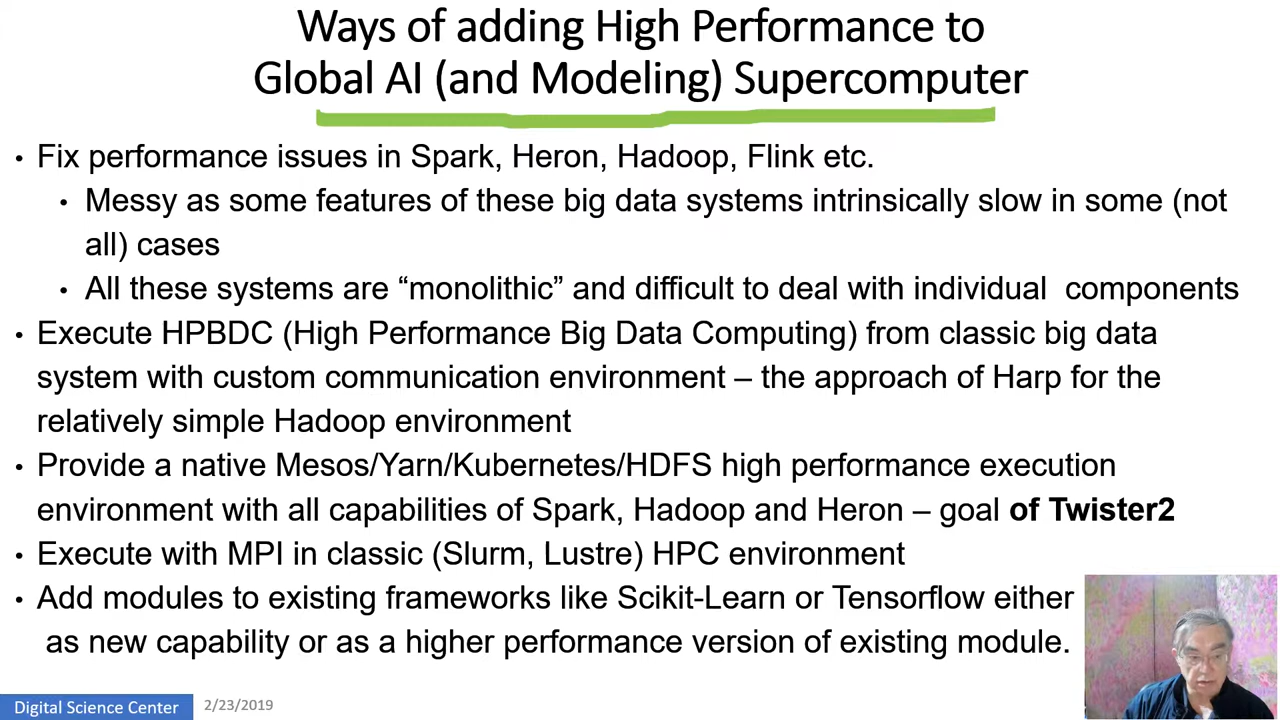 Ways of adding High Performance to
Global AI (and Modeling) Supercomputer
• Fix performance issues in Spark, Heron, Hadoop, Flink etc.
• Messy as some features of these big data systems intrinsically slow in some (not
all) cases
• All these systems are “monolithic” and difficult to deal with individual components
• Execute HPBDC (High Performance Big Data Computing) from classic big data
system with custom communication environment – the approach of Harp for the
relatively simple Hadoop environment
• Provide a native Mesos/Yarn/Kubernetes/HDFS high performance execution
environment with all capabilities of Spark, Hadoop and Heron – goal of Twister2
• Execute with MPI in classic (Slurm, Lustre) HPC environment
• Add modules to existing frameworks like Scikit-Learn or Tensorflow either
as new capability or as a higher performance version of existing module.
Digital Science Center 2/23/2019